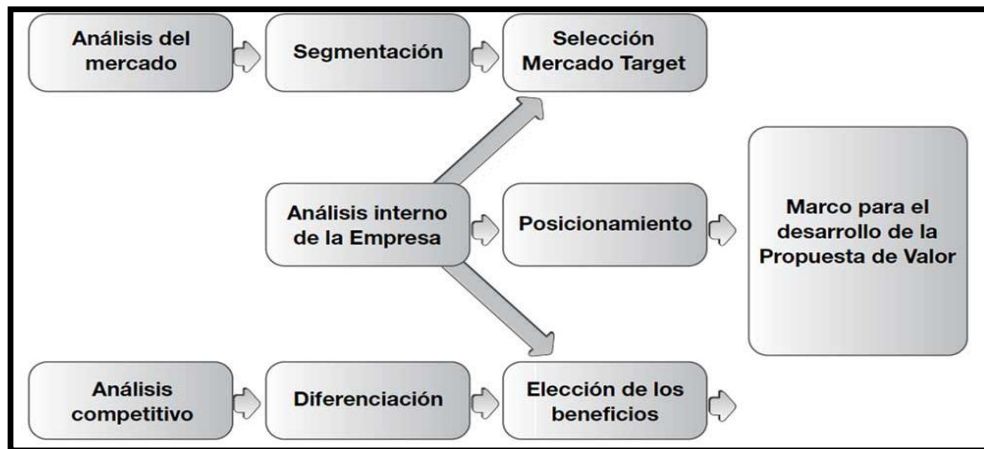 Análisis del
mercado
Segmentación
Selección
Mercado Target
Análisis interno
de la Empresa
Posicionamiento
Marco para el
desarrollo de la
Propuesta de Valor
Análisis
competitivo
Diferenciación
Elección de los
beneficios